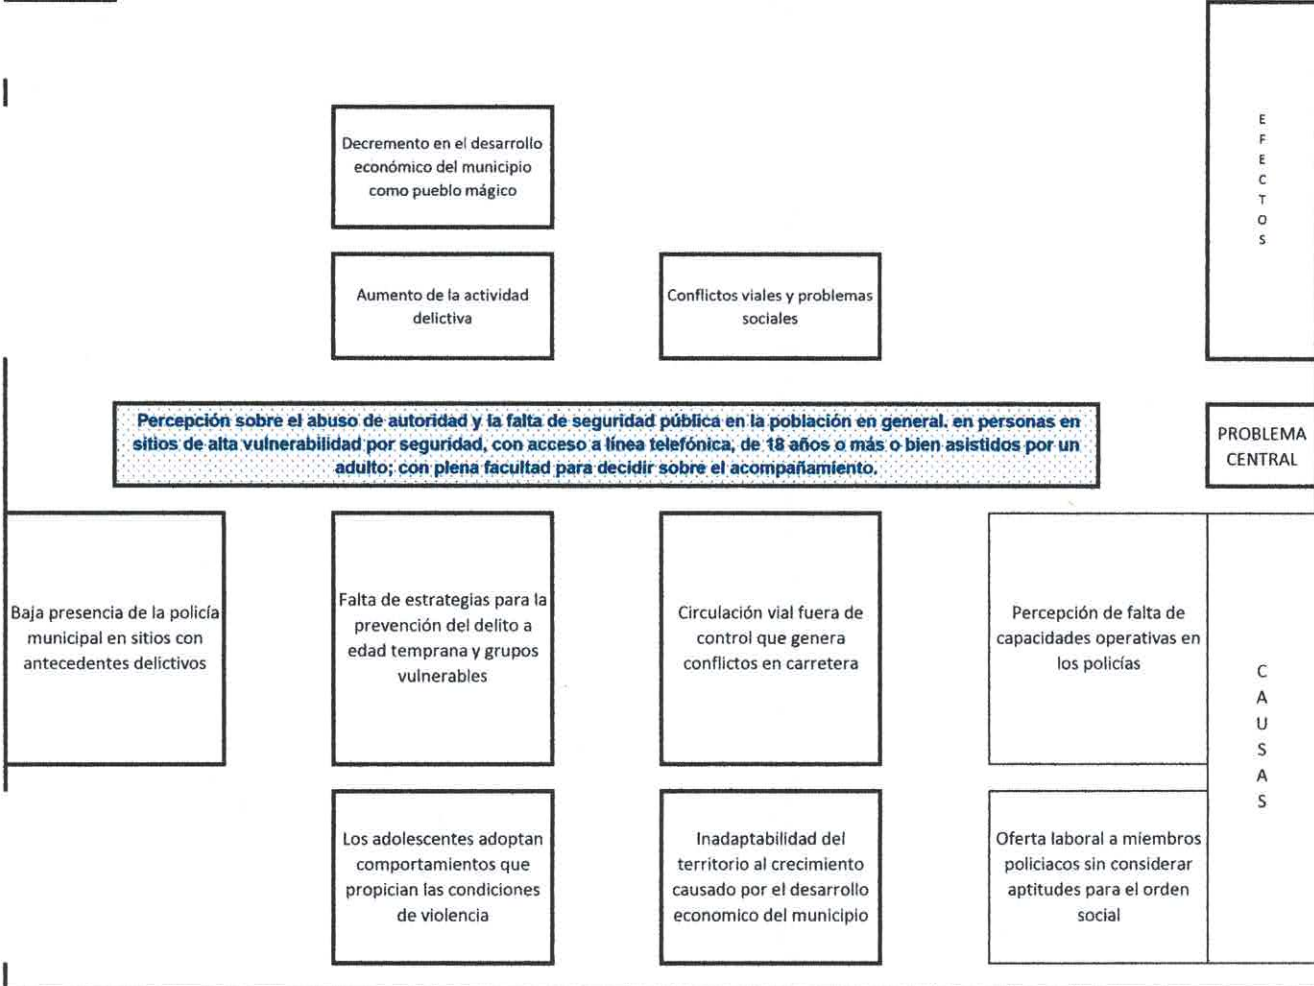 Decremento en el desarrollo
económico del municipio
como pueblo mágico
E
F
E
C
T
O
S
Aumento de la actividad
delictiva
Conflictos viales y problemas
sociales
Percepción sobre el abuso de autoridad y la falta de seguridad pública en la población en general. en personas en
sitios de alta vulnerabilidad por seguridad, con acceso a línea telefónica, de 18 años o más o bien asistidos por un
adulto; con plena facultad para decidir sobre el acompañamiento.
PROBLEMA
CENTRAL
Baja presencia de la policía
municipal en sitios con
antecedentes delictivos
Falta de estrategias para la
prevención del delito a
edad temprana y grupos
vulnerables
Circulación vial fuera de
control que genera
conflictos en carretera
Percepción de falta de
capacidades operativas en
los policías
C
A
U
S
A
S
Los adolescentes adoptan
comportamientos que
propician las condiciones
de violencia
Inadaptabilidad del
territorio al crecimiento
causado por el desarrollo
economico del municipio
Oferta laboral a miembros
policiacos sin considerar
aptitudes para el orden
social